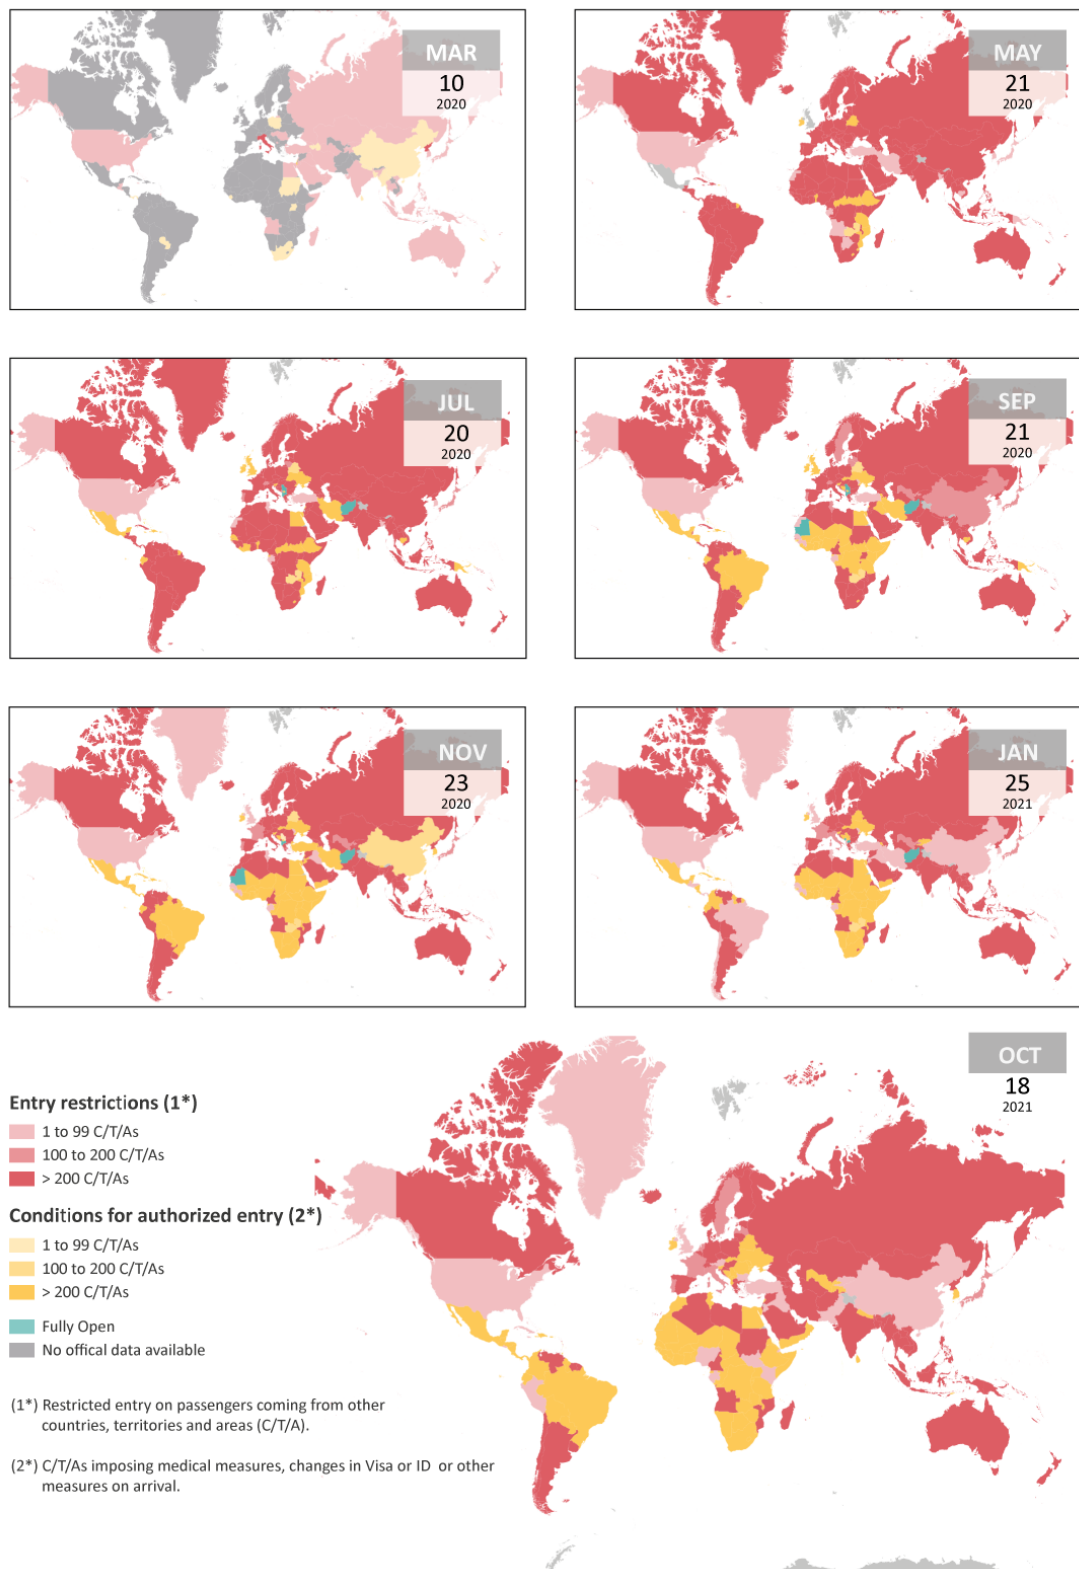 MAR
10
2020
MAY
21
2020
JUL
20
2020
SEP
21
2020
NOV
23
2020
JAN
25
2021
OCT
18
2021
Entry restrictions (1*)
1 to 99 C/T/As
100 to 200 C/T/As
> 200 C/T/As
Conditions for authorized entry (2*)
1 to 99 C/T/As
100 to 200 C/T/As
> 200 C/T/As
Fully Open
No offical data available
(1*) Restricted entry on passengers coming from other
countries, territories and areas (C/T/A).
(2*) C/T/As imposing medical measures, changes in Visa or ID or other
measures on arrival.